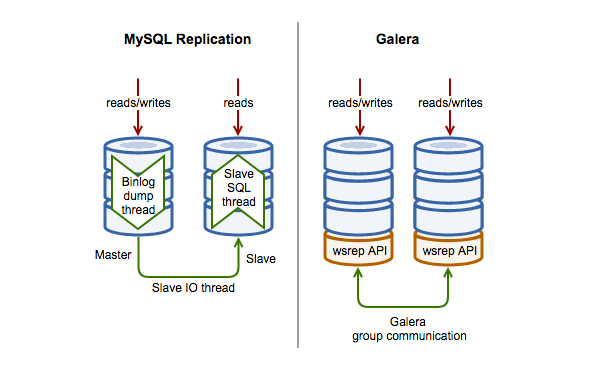 MySQL Replication
reads/writes
reads
Binlog
dump
thread
Slave
SQL
thread
Master
Slave
Slave IO thread
Galera
reads/writes
reads/writes
wsrep API
wsrep API
Galera
group communication